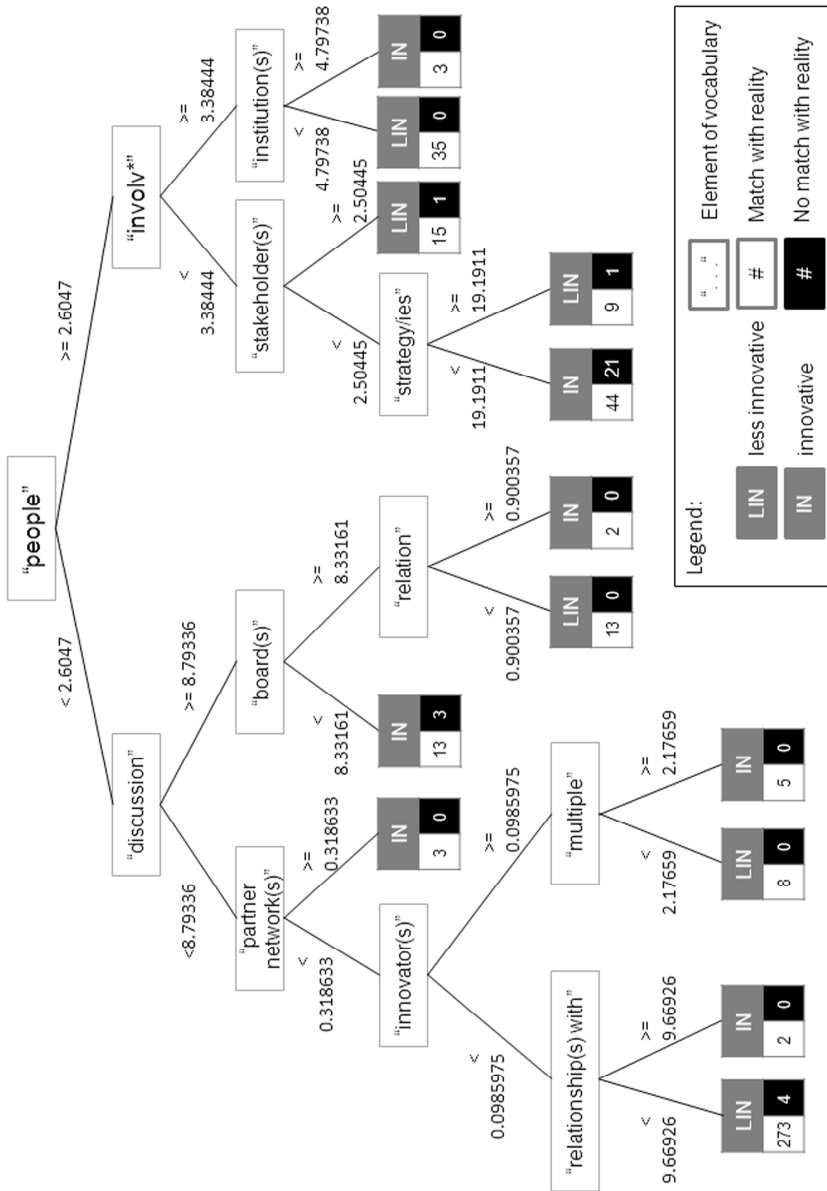 “people”
< 2.6047
>= 2.6047
“discussion”
“involv*”
<8.79336
>= 8.79336
<
3.38444
>=
3.38444
“partner
network(s)”
“board(s)”
“stakeholder(s)”
“institution(s)”
<
0.318633
>=
0.318633
<
8.33161
>=
8.33161
<
2.50445
>=
2.50445
<
4.79738
>=
4.79738
“innovator(s)”
IN
3 0
IN
13 3
“relation”
“strategy/ies”
LIN
15 1
LIN
35 0
IN
3 0
<
0.0985975
>=
0.0985975
<
0.900357
>=
0.900357
<
19.1911
>=
19.1911
“relationship(s) with”
“multiple”
LIN
13 0
IN
2 0
IN
44 21
LIN
9 1
<
9.66926
>=
9.66926
<
2.17659
>=
2.17659
LIN
273 4
IN
2 0
LIN
8 0
IN
5 0
Legend:
LIN less innovative
IN innovative
“. . .“ Element of vocabulary
# Match with reality
# No match with reality